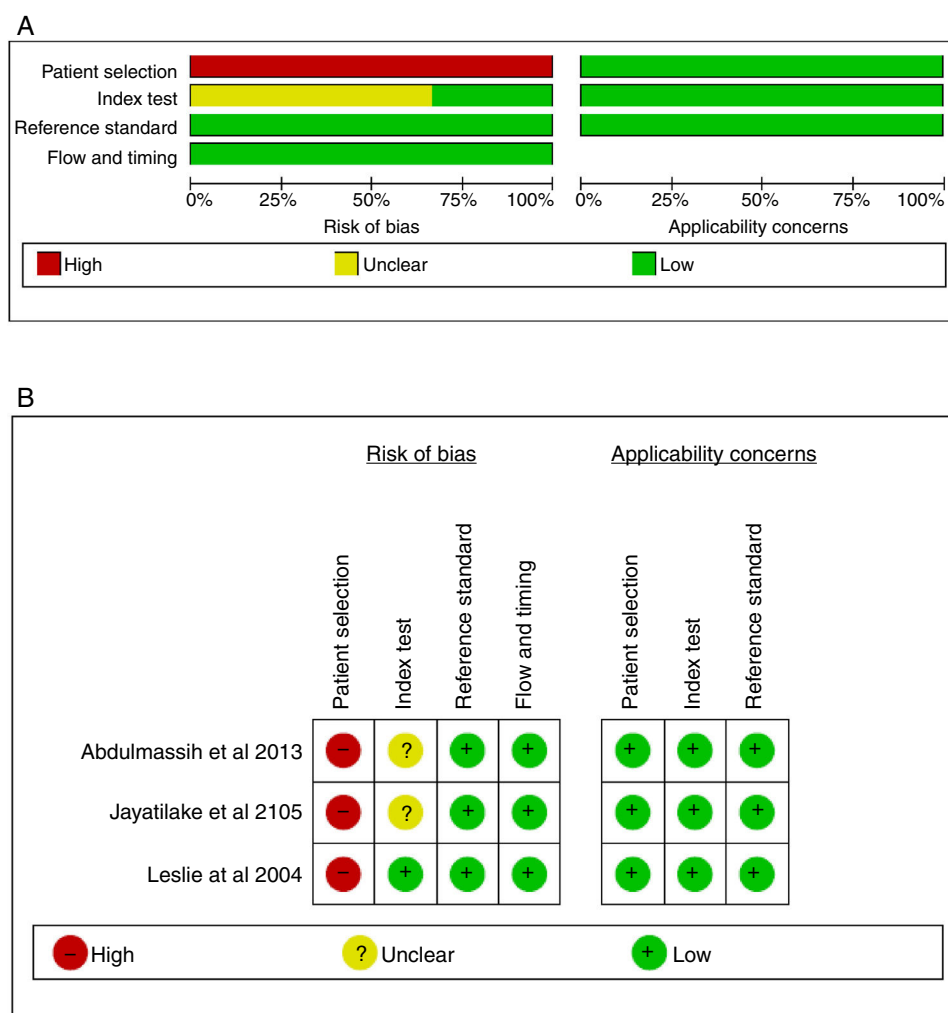 A
Patient selection
Index test
Reference standard
Flow and timing
0% 25% 50% 75% 100% 0% 25% 50% 75% 100%
Risk of bias Applicability concerns
High Unclear Low
B
Risk of bias Applicability concerns
Patient selection
Index test
Reference standard
Flow and timing
Patient selection
Index test
Reference standard
Abdulmassih et al 2013 – ? + + + + +
Jayatilake et al 2105 – ? + + + + +
Leslie at al 2004 – + + + + + +
– High ? Unclear + Low